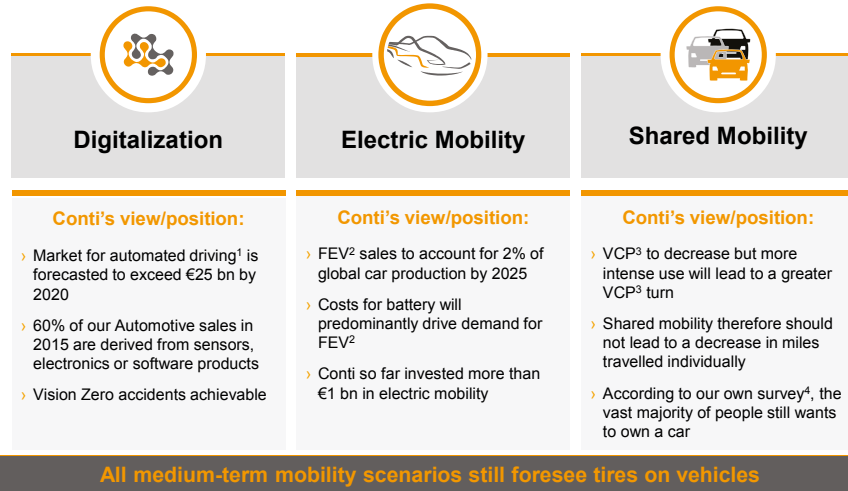 Digitalization
Conti's view/position:
› Market for automated driving¹ is
forecasted to exceed €25 bn by
2020
› 60% of our Automotive sales in
2015 are derived from sensors,
electronics or software products
› Vision Zero accidents achievable
Electric Mobility
Conti's view/position:
› FEV² sales to account for 2% of
global car production by 2025
› Costs for battery will
predominantly drive demand for
FEV²
› Conti so far invested more than
€1 bn in electric mobility
Shared Mobility
Conti's view/position:
› VCP³ to decrease but more
intense use will lead to a greater
VCP³ turn
› Shared mobility therefore should
not lead to a decrease in miles
travelled individually
› According to our own survey⁴, the
vast majority of people still wants
to own a car
All medium-term mobility scenarios still foresee tires on vehicles